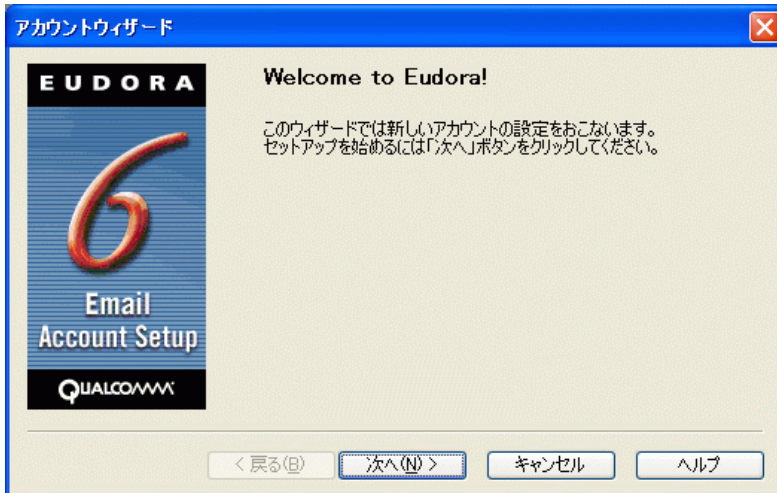 アカウントウィザード
EUDORA
6
Email
Account Setup
QUALCOMM
Welcome to Eudora!
このウィザードでは新しいアカウントの設定をおこないます。
セットアップを始めるには「次へ」ボタンをクリックしてください。
< 戻る(B)
次へ(N) >
キャンセル
ヘルプ